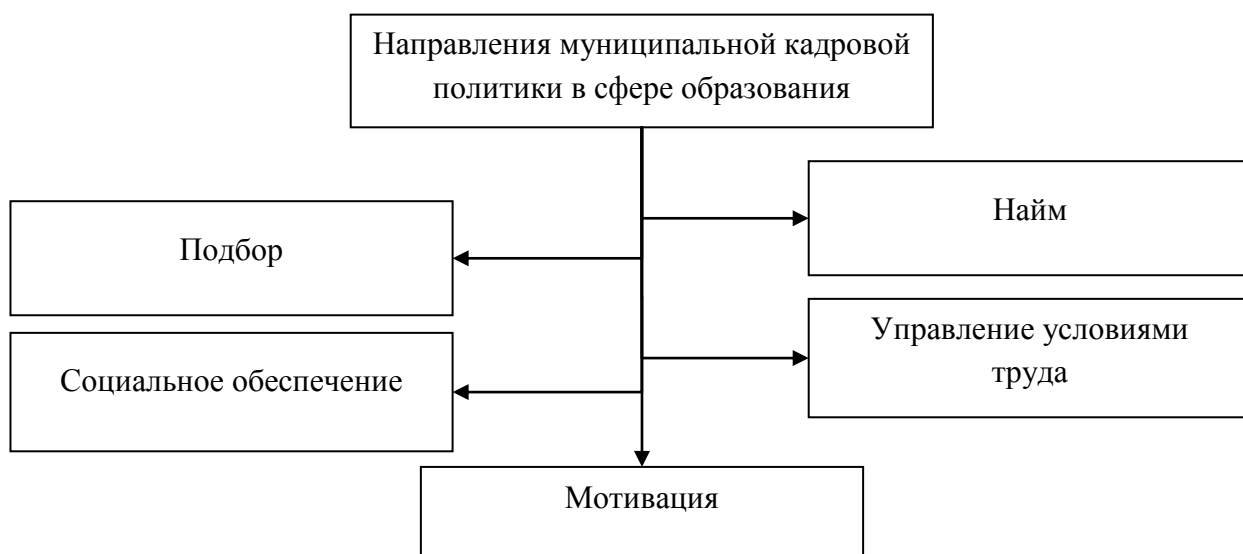 Направления муниципальной кадровой
политики в сфере образования
Найм
Подбор
Управление условиями
труда
Социальное обеспечение
Мотивация